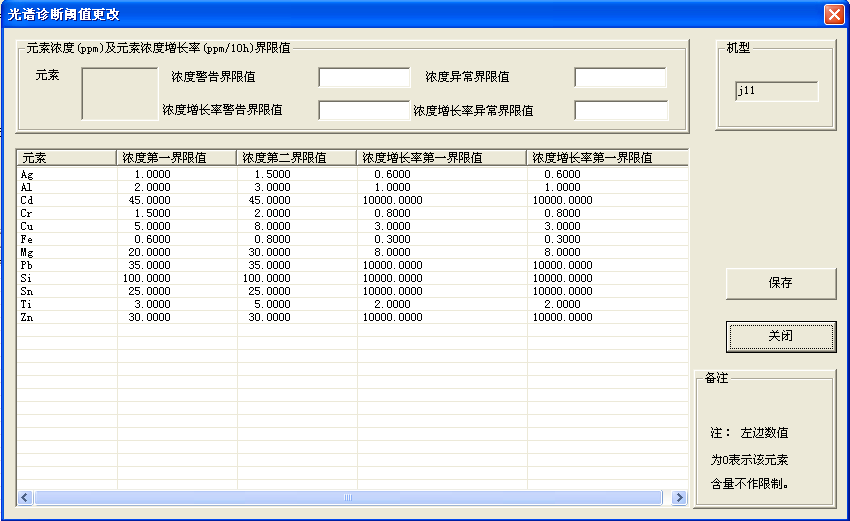 光谱诊断阈值更改
元素浓度(ppm)及元素浓度增长率(ppm/10h)界限值
机型
元素 浓度警告界限值 浓度异常界限值
j11
浓度增长率警告界限值 浓度增长率异常界限值
元素 浓度第一界限值 浓度第二界限值 浓度增长率第一界限值 浓度增长率第一界限值
Ag 1.0000 1.5000 0.6000 0.6000
Al 2.0000 3.0000 1.0000 1.0000
Cd 45.0000 45.0000 10000.0000 10000.0000
Cr 1.5000 2.0000 0.8000 0.8000
Cu 5.0000 8.0000 3.0000 3.0000
Fe 0.6000 0.8000 0.3000 0.3000
Mg 20.0000 30.0000 8.0000 8.0000
Pb 35.0000 35.0000 10000.0000 10000.0000
Si 100.0000 100.0000 10000.0000 10000.0000
Sn 25.0000 25.0000 10000.0000 10000.0000
Ti 3.0000 5.0000 2.0000 2.0000
Zn 30.0000 30.0000 10000.0000 10000.0000
保存
关闭
备注
注： 左边数值
为0表示该元素
含量不作限制。